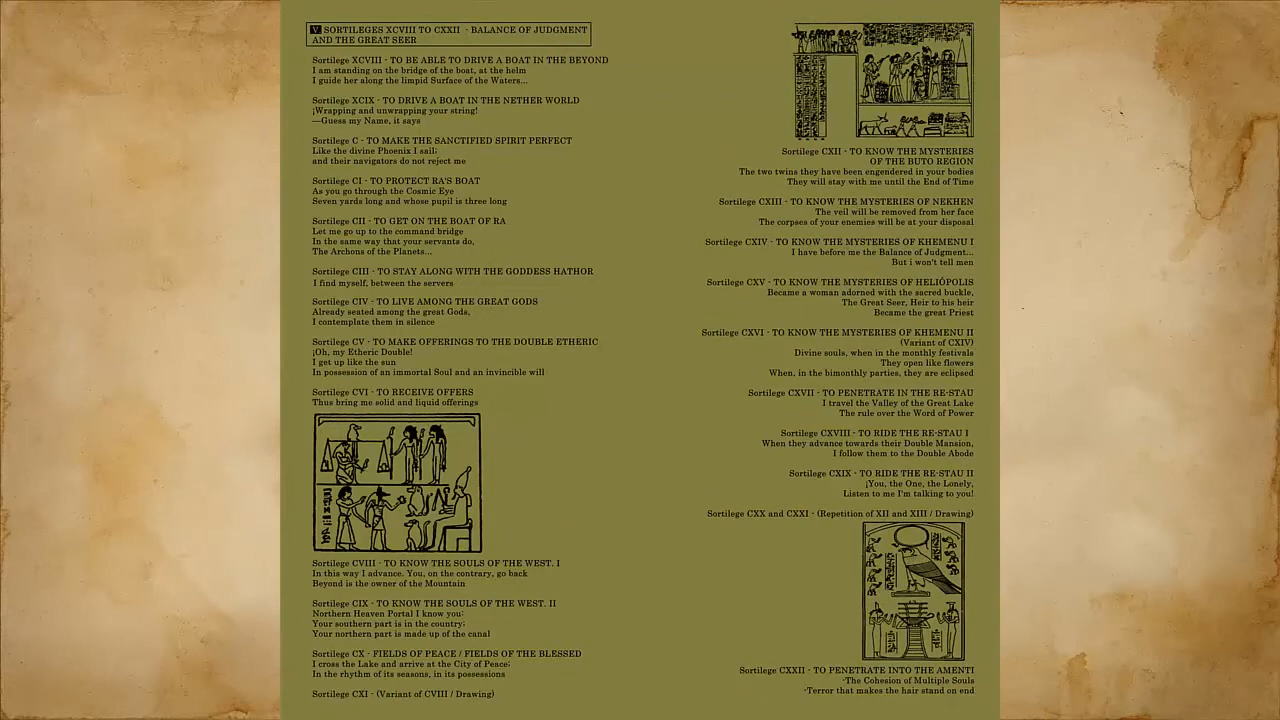 V SORTILEGES XCVIII TO CXXII - BALANCE OF JUDGMENT
AND THE GREAT SEER
Sortilege XCVIII - TO BE ABLE TO DRIVE A BOAT IN THE BEYOND
I am standing on the bridge of the boat, at the helm
I guide her along the limpid Surface of the Waters...
Sortilege XCIX - TO DRIVE A BOAT IN THE NETHER WORLD
¡Wrapping and unwrapping your string!
—Guess my Name, it says
Sortilege C - TO MAKE THE SANCTIFIED SPIRIT PERFECT
Like the divine Phoenix I sail;
and their navigators do not reject me
Sortilege CI - TO PROTECT RA'S BOAT
As you go through the Cosmic Eye
Seven yards long and whose pupil is three long
Sortilege CII - TO GET ON THE BOAT OF RA
Let me go up to the command bridge
In the same way that your servants do,
The Archons of the Planets...
Sortilege CIII - TO STAY ALONG WITH THE GODDESS HATHOR
I find myself, between the servers
Sortilege CIV - TO LIVE AMONG THE GREAT GODS
Already seated among the great Gods,
I contemplate them in silence
Sortilege CV - TO MAKE OFFERINGS TO THE DOUBLE ETHERIC
¡Oh, my Etheric Double!
I get up like the sun
In possession of an immortal Soul and an invincible will
Sortilege CVI - TO RECEIVE OFFERS
Thus bring me solid and liquid offerings
Sortilege CVIII - TO KNOW THE SOULS OF THE WEST. I
In this way I advance. You, on the contrary, go back
Beyond is the owner of the Mountain
Sortilege CIX - TO KNOW THE SOULS OF THE WEST. II
Northern Heaven Portal I know you:
Your southern part is in the country;
Your northern part is made up of the canal
Sortilege CX - FIELDS OF PEACE / FIELDS OF THE BLESSED
I cross the Lake and arrive at the City of Peace;
In the rhythm of its seasons, in its possessions
Sortilege CXI - (Variant of CVIII / Drawing)
Sortilege CXII - TO KNOW THE MYSTERIES
OF THE BUTO REGION
The two twins they have been engendered in your bodies
They will stay with me until the End of Time
Sortilege CXIII - TO KNOW THE MYSTERIES OF NEKHEN
The veil will be removed from her face
The corpses of your enemies will be at your disposal
Sortilege CXIV - TO KNOW THE MYSTERIES OF KHEMENU I
I have before me the Balance of Judgment...
But i won't tell men
Sortilege CXV - TO KNOW THE MYSTERIES OF HELIÓPOLIS
Became a woman adorned with the sacred buckle,
The Great Seer, Heir to his heir
Became the great Priest
Sortilege CXVI - TO KNOW THE MYSTERIES OF KHEMENU II
(Variant of CXIV)
Divine souls, when in the monthly festivals
They open like flowers
When, in the bimonthly parties, they are eclipsed
Sortilege CXVII - TO PENETRATE IN THE RE-STAU
I travel the Valley of the Great Lake
The rule over the Word of Power
Sortilege CXVIII - TO RIDE THE RE-STAU I
When they advance towards their Double Mansion,
I follow them to the Double Abode
Sortilege CXIX - TO RIDE THE RE-STAU II
¡You, the One, the Lonely,
Listen to me I'm talking to you!
Sortilege CXX and CXXI - (Repetition of XII and XIII / Drawing)
Sortilege CXXII - TO PENETRATE INTO THE AMENTI
-The Cohesion of Multiple Souls
-Terror that makes the hair stand on end